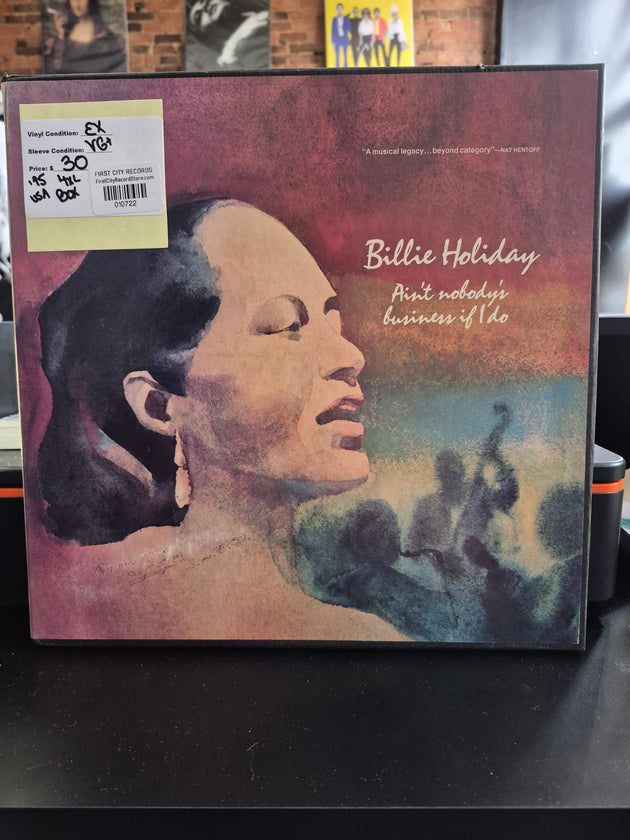 Vinyl Condition: EX
Sleeve Condition: VG+
Price: $ 30
FIRST CITY RECORDS
FirstCityRecordStore.com
010722
"A musical legacy...beyond category"—NAT HENTOFF
Billie Holiday
Ain't nobody's
business if I do